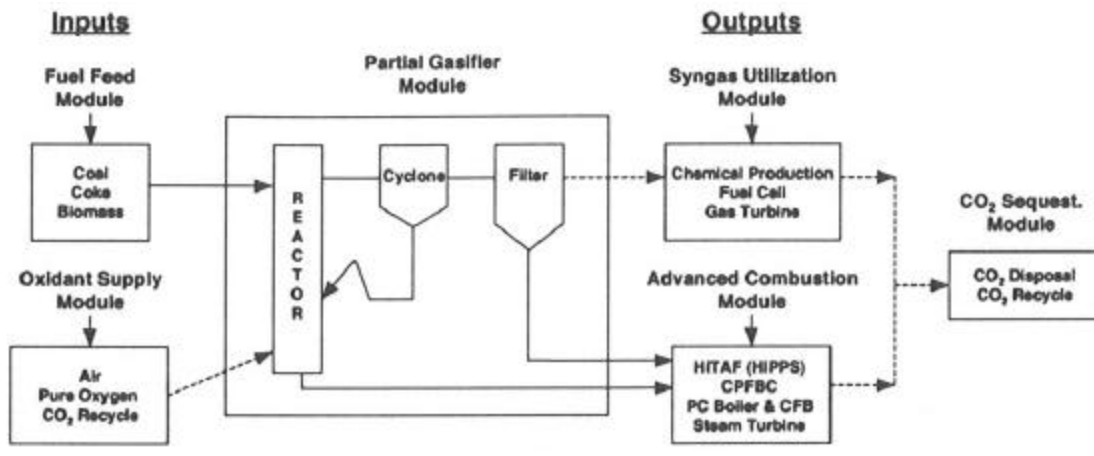 Inputs
Outputs
Fuel Feed
Module
Partial Gasifier
Module
Syngas Utilization
Module
Coal
Coke
Biomass
REACTOR
Cyclone
Filter
Chemical Production
Fuel Cell
Gas Turbine
CO₂ Sequest.
Module
CO₂ Disposal
CO₂ Recycle
Oxidant Supply
Module
Air
Pure Oxygen
CO₂ Recycle
Advanced Combustion
Module
HITAF (HIPPS)
CPFBC
PC Boiler & CFB
Steam Turbine